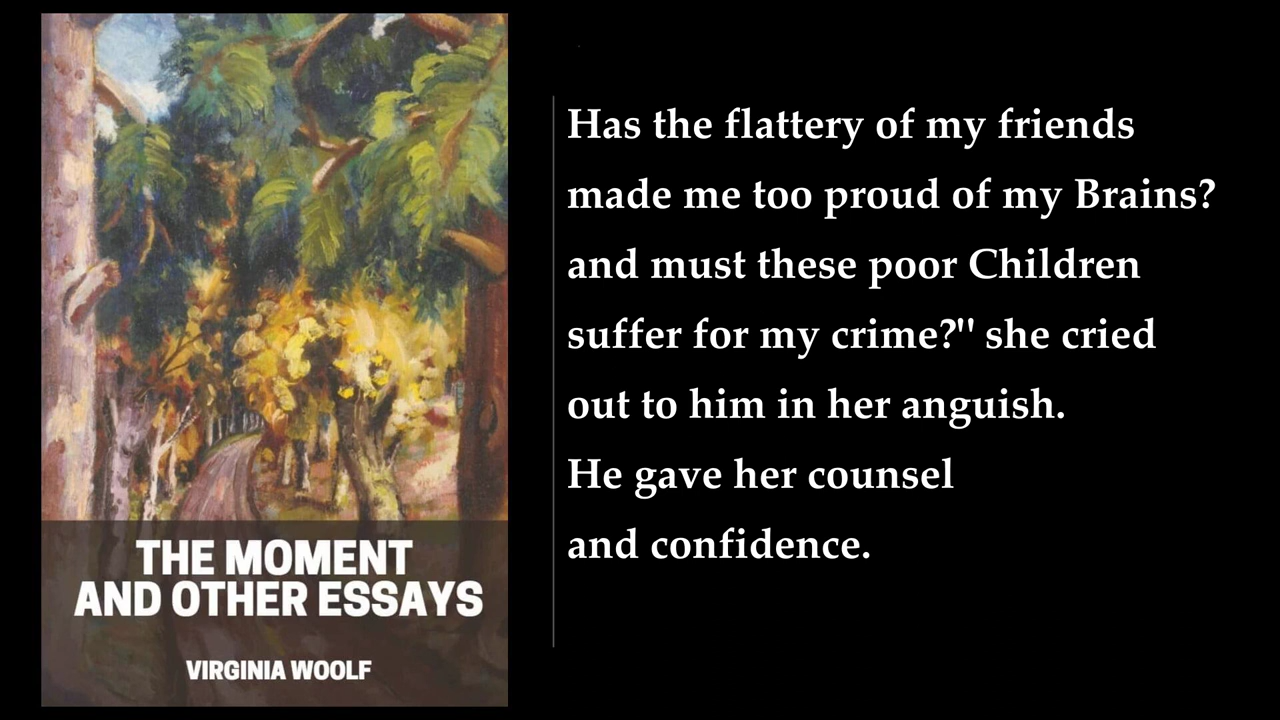 THE MOMENT
AND OTHER ESSAYS
VIRGINIA WOOLF
Has the flattery of my friends
made me too proud of my Brains?
and must these poor Children
suffer for my crime?" she cried
out to him in her anguish.
He gave her counsel
and confidence.